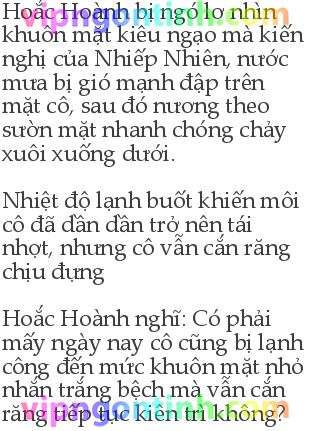 Hoắc Hoành bị ngó lơ nhìn
khuôn mặt kiêu ngạo mà kiến
nghị của Nhiếp Nhiên, nước
mưa bị gió mạnh đập trên
mặt cô, sau đó nương theo
sườn mặt nhanh chóng chảy
xuôi xuống dưới.
Nhiệt độ lạnh buốt khiến môi
cô đã dần dần trở nên tái
nhợt, nhưng cô vẫn cắn răng
chịu đựng
Hoắc Hoành nghĩ: Có phải
mấy ngày nay cô cũng bị lạnh
cóng đến mức khuôn mặt nhỏ
nhắn trắng bệch mà vẫn cắn
răng tiếp tục kiên trì không?
vipngontinh.com
vipngontinh.com